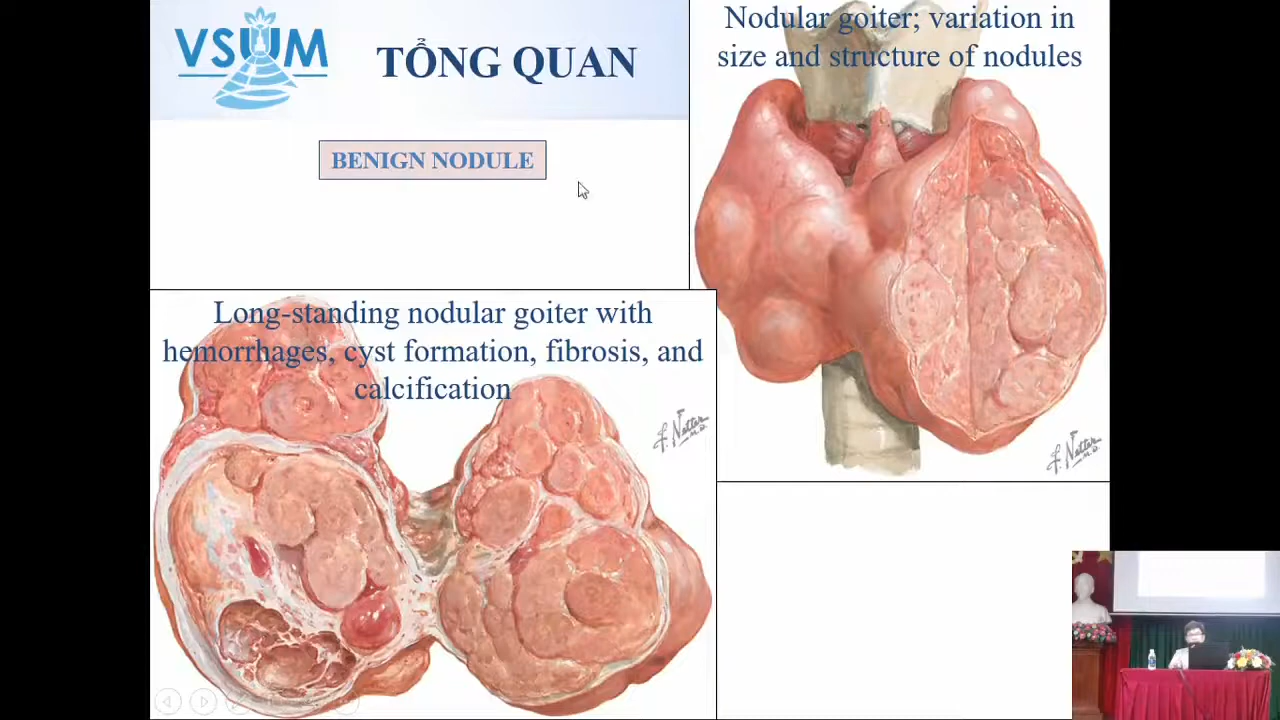 VSUM
TỔNG QUAN
BENIGN NODULE
Nodular goiter; variation in
size and structure of nodules
Long-standing nodular goiter with
hemorrhages, cyst formation, fibrosis, and
calcification
F. Netter
M.D.
F. Netter
M.D.